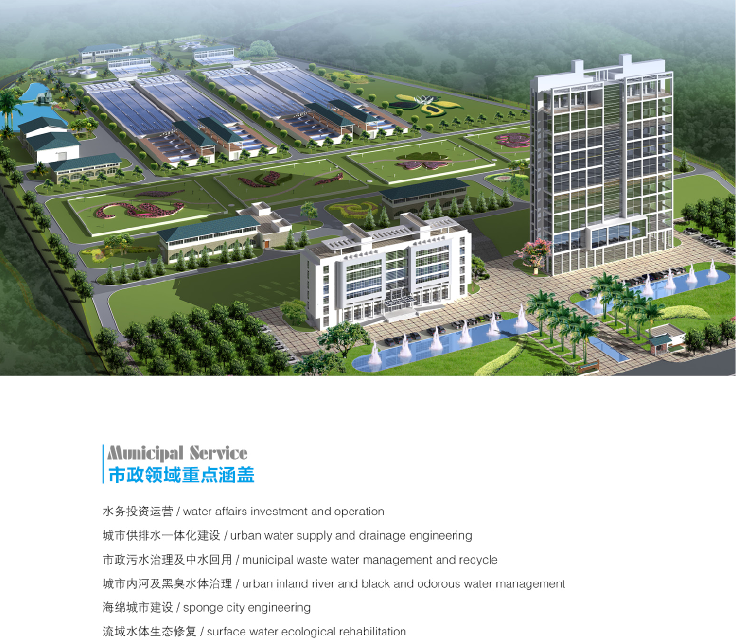 Municipal Service
市政领域重点涵盖
水务投资运营 / water affairs investment and operation
城市供排水一体化建设 / urban water supply and drainage engineering
市政污水治理及中水回用 / municipal waste water management and recycle
城市内河及黑臭水体治理 / urban inland river and black and odorous water management
海绵城市建设 / sponge city engineering
流域水体生态修复 / surface water ecological rehabilitation